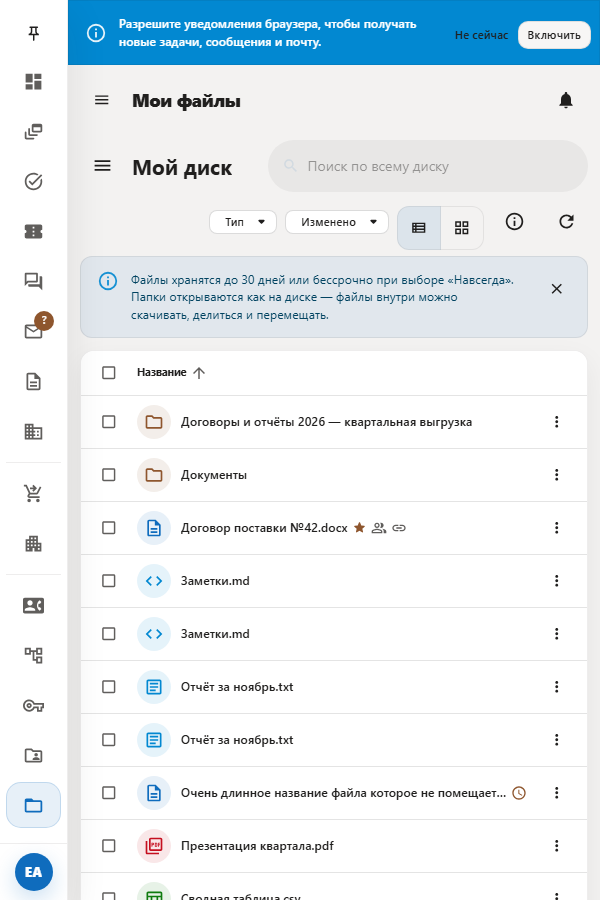 Разрешите уведомления браузера, чтобы получать
новые задачи, сообщения и почту.
Не сейчас
Включить
Мои файлы
Мой диск
Поиск по всему диску
Тип
Изменено
?
Файлы хранятся до 30 дней или бессрочно при выборе «Навсегда».
Папки открываются как на диске — файлы внутри можно
скачивать, делиться и перемещать.
Название
Договоры и отчёты 2026 — квартальная выгрузка
Документы
Договор поставки №42.docx
Заметки.md
Заметки.md
Отчёт за ноябрь.txt
Отчёт за ноябрь.txt
Очень длинное название файла которое не помещает...
PDF
Презентация квартала.pdf
Сводная таблица.csv
EA